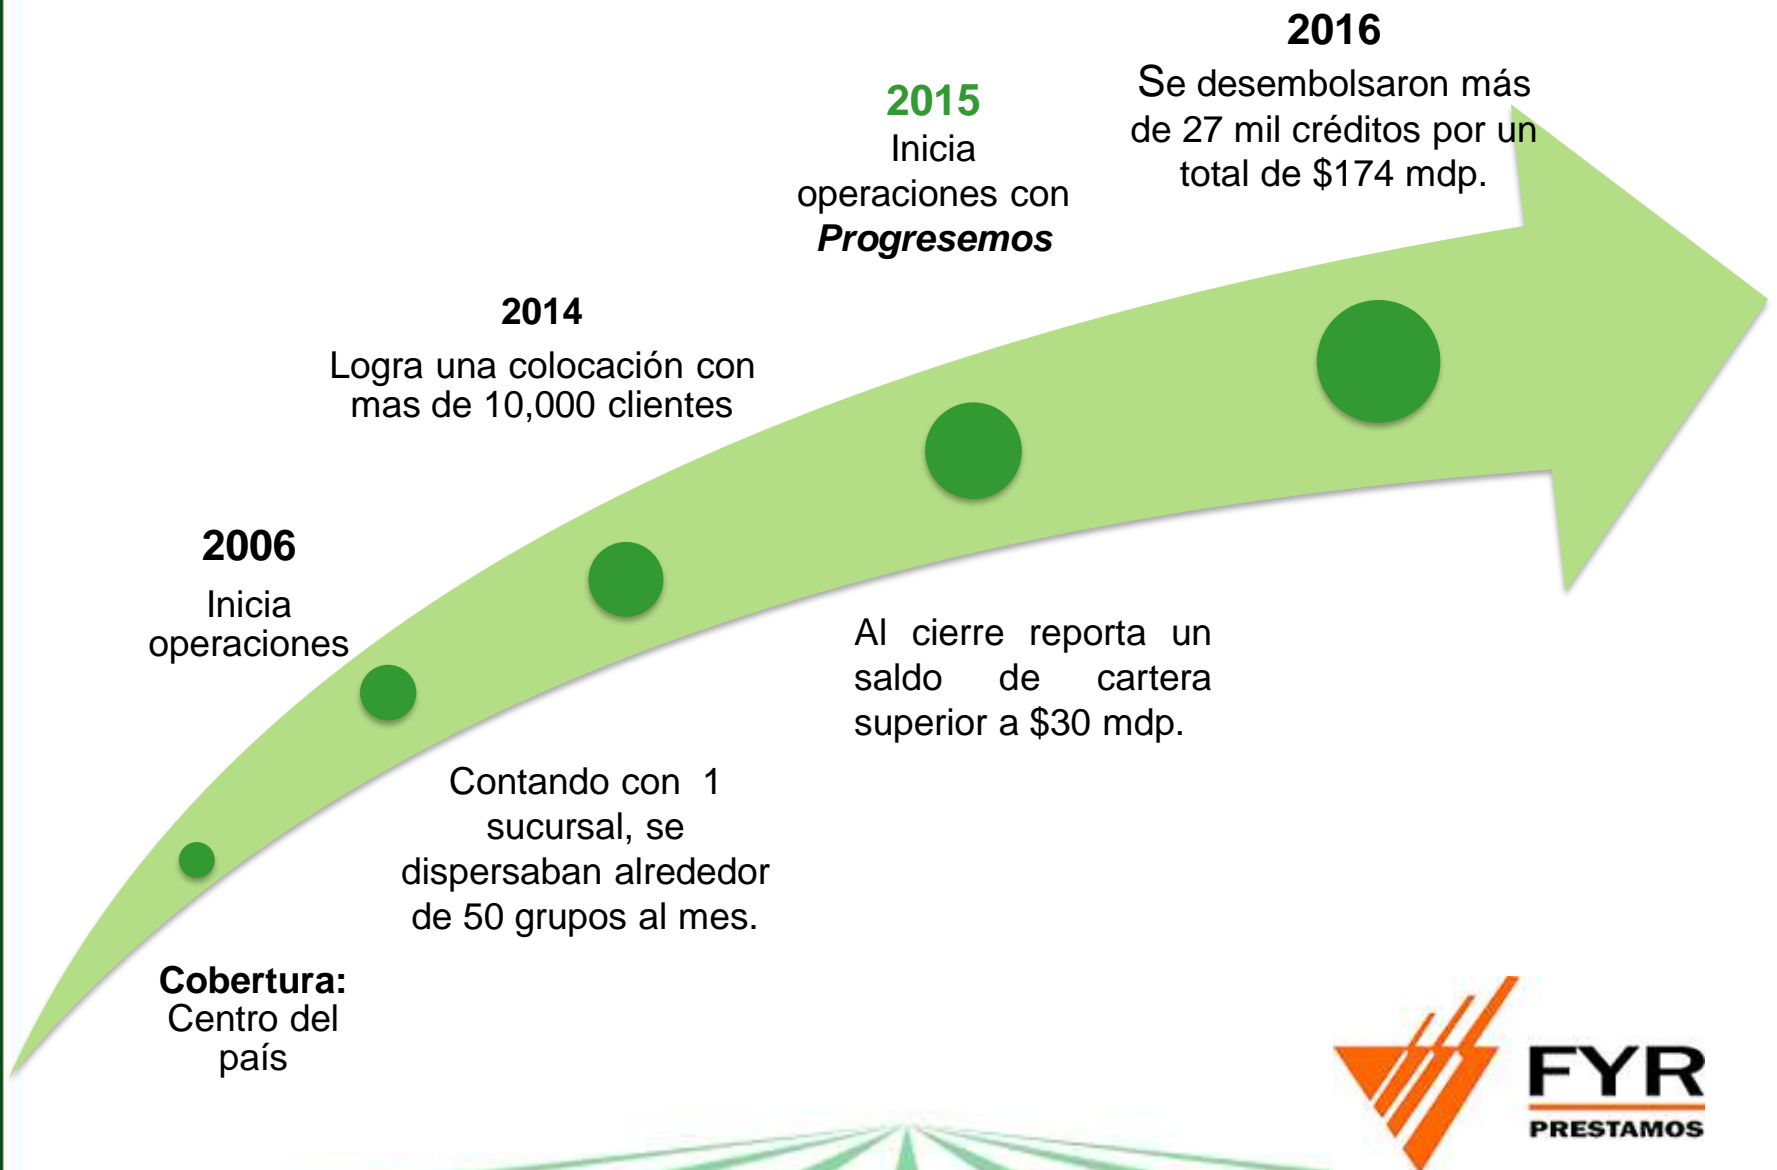 2016
Se desembolsaron más
de 27 mil créditos por un
total de $174 mdp.
2015
Inicia
operaciones con
Progresemos
2014
Logra una colocación con
mas de 10,000 clientes
2006
Inicia
operaciones
Al cierre reporta un
saldo de cartera
superior a $30 mdp.
Contando con 1
sucursal, se
dispersaban alrededor
de 50 grupos al mes.
Cobertura:
Centro del
país
FYR
PRESTAMOS